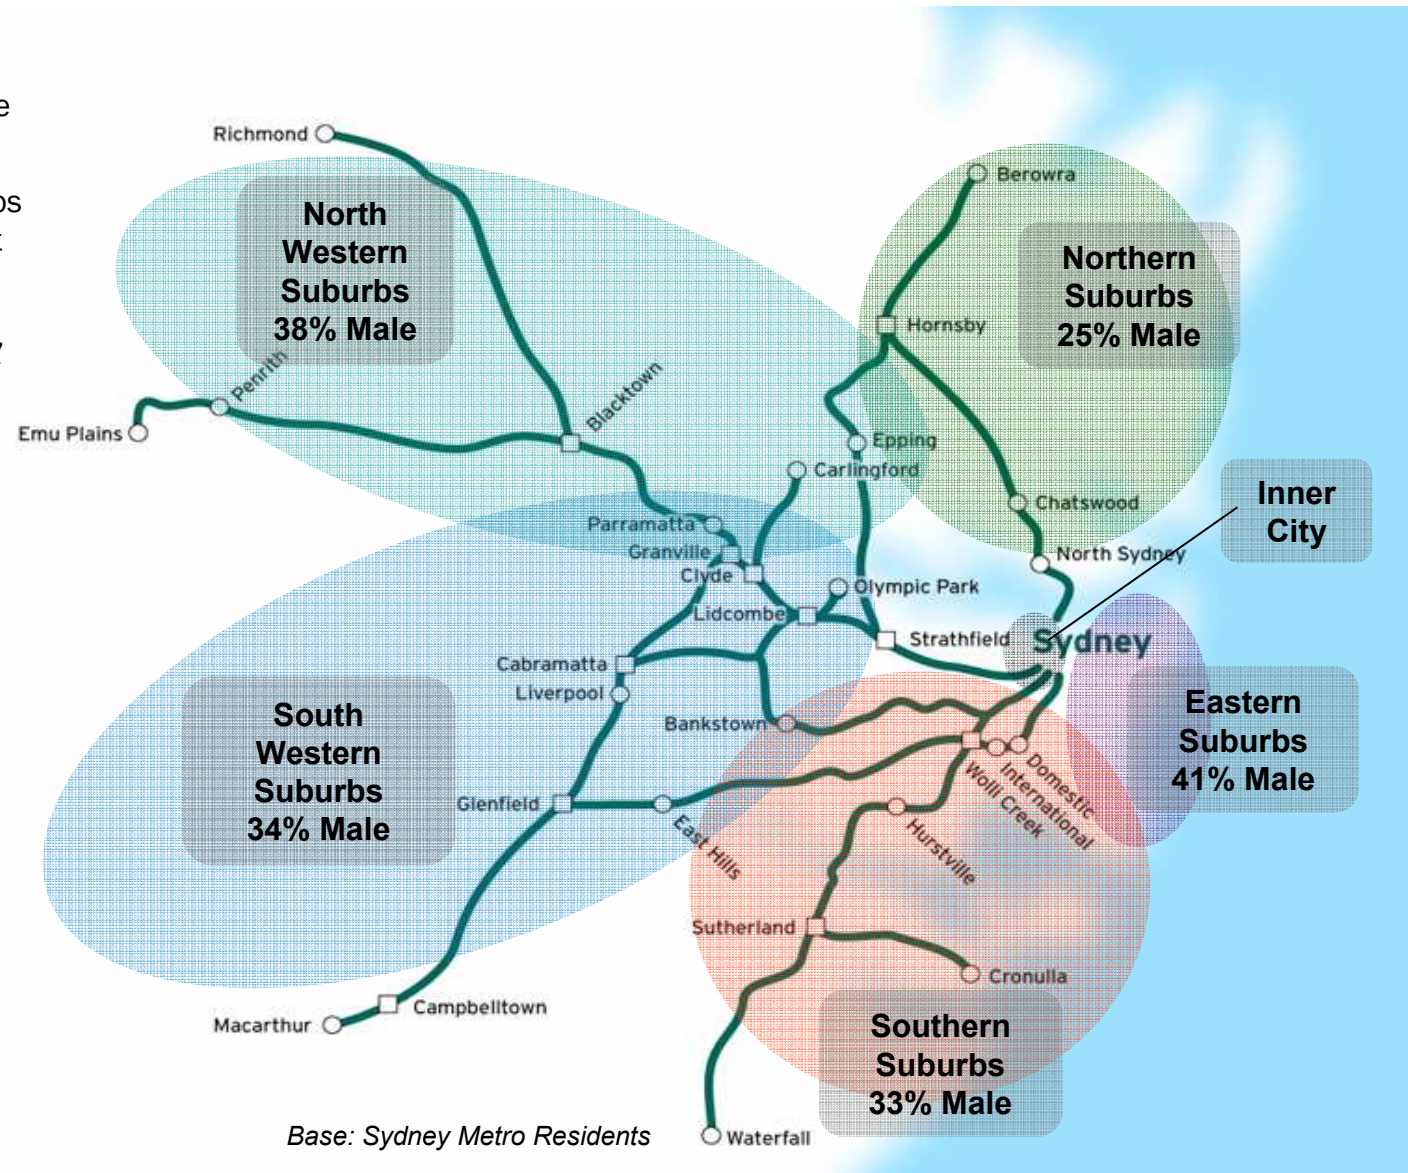 e
os
t
Richmond
Berowra
North
Western
Suburbs
38% Male
Northern
Suburbs
25% Male
Hornsby
Penrith
Blacktown
Emu Plains
Epping
Carlingford
Chatswood
Inner
City
Parramatta
Granville
North Sydney
Clyde
Olympic Park
Lidcombe
Strathfield
Sydney
Cabramatta
Liverpool
Bankstown
South
Western
Suburbs
34% Male
Eastern
Suburbs
41% Male
Domestic
International
Wolli Creek
Glenfield
East Hills
Hurstville
Sutherland
Cronulla
Campbelltown
Macarthur
Southern
Suburbs
33% Male
Base: Sydney Metro Residents
Waterfall